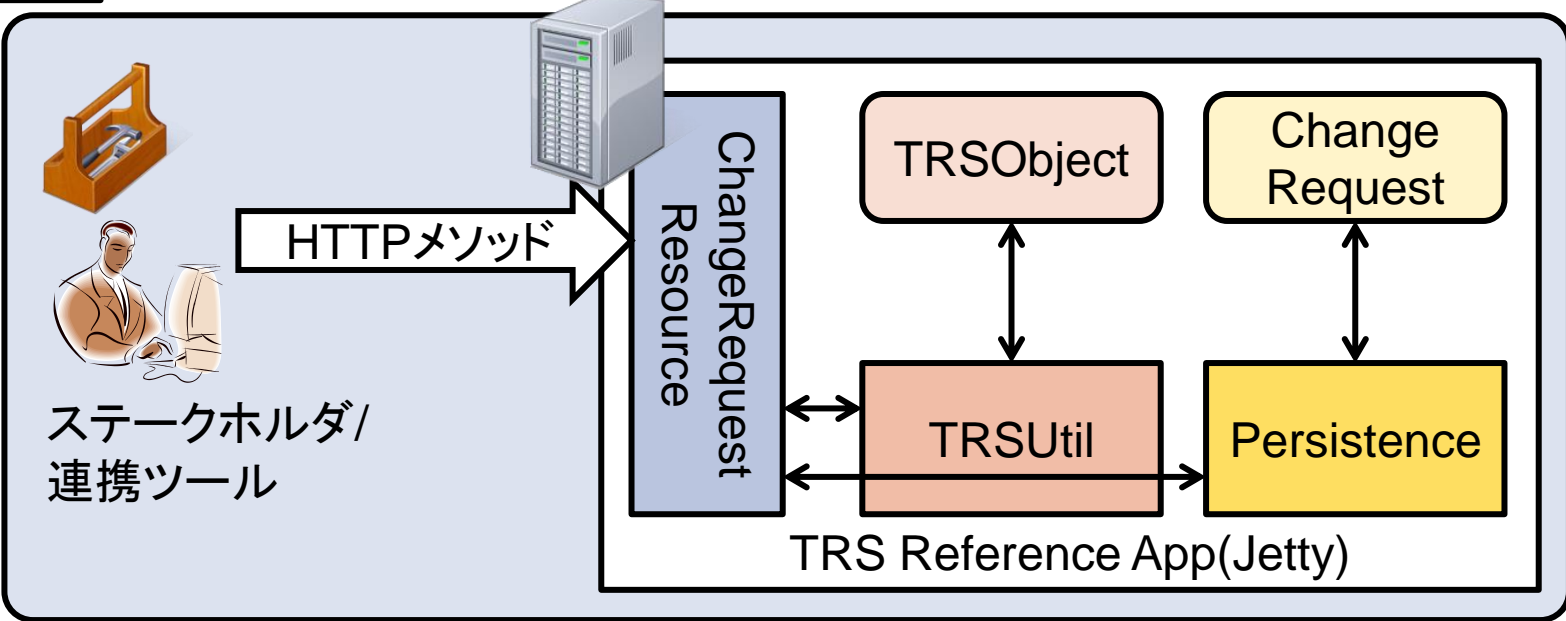 HTTPメソッド
ステークホルダ/
連携ツール
ChangeRequest
Resource
TRSObject
Change
Request
TRSUtil
Persistence
TRS Reference App(Jetty)